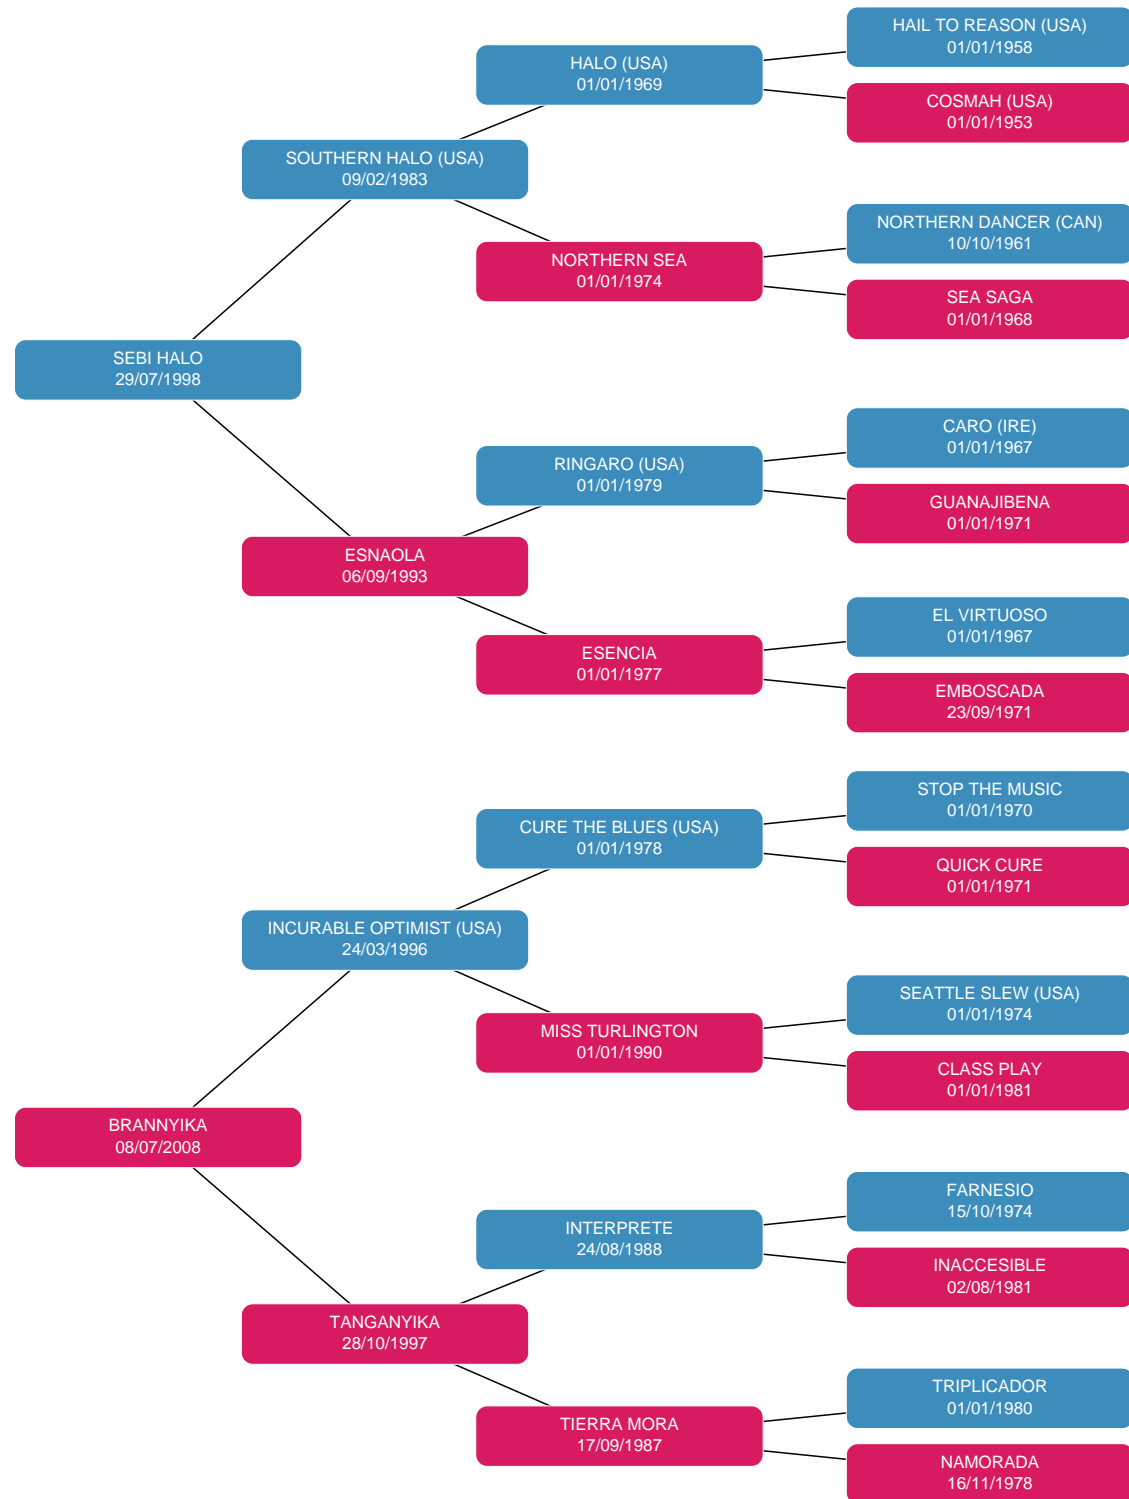 HAIL TO REASON (USA)
01/01/1958
HALO (USA)
01/01/1969
COSMAH (USA)
01/01/1953
SOUTHERN HALO (USA)
09/02/1983
NORTHERN DANCER (CAN)
10/10/1961
NORTHERN SEA
01/01/1974
SEA SAGA
01/01/1968
SEBI HALO
29/07/1998
CARO (IRE)
01/01/1967
RINGARO (USA)
01/01/1979
GUANAJIBENA
01/01/1971
ESNAOLA
06/09/1993
EL VIRTUOSO
01/01/1967
ESENCIA
01/01/1977
EMBOSCADA
23/09/1971
STOP THE MUSIC
01/01/1970
CURE THE BLUES (USA)
01/01/1978
QUICK CURE
01/01/1971
INCURABLE OPTIMIST (USA)
24/03/1996
SEATTLE SLEW (USA)
01/01/1974
MISS TURLINGTON
01/01/1990
CLASS PLAY
01/01/1981
BRANNYIKA
08/07/2008
FARNESIO
15/10/1974
INTERPRETE
24/08/1988
INACCESIBLE
02/08/1981
TANGANYIKA
28/10/1997
TRIPLICADOR
01/01/1980
TIERRA MORA
17/09/1987
NAMORADA
16/11/1978